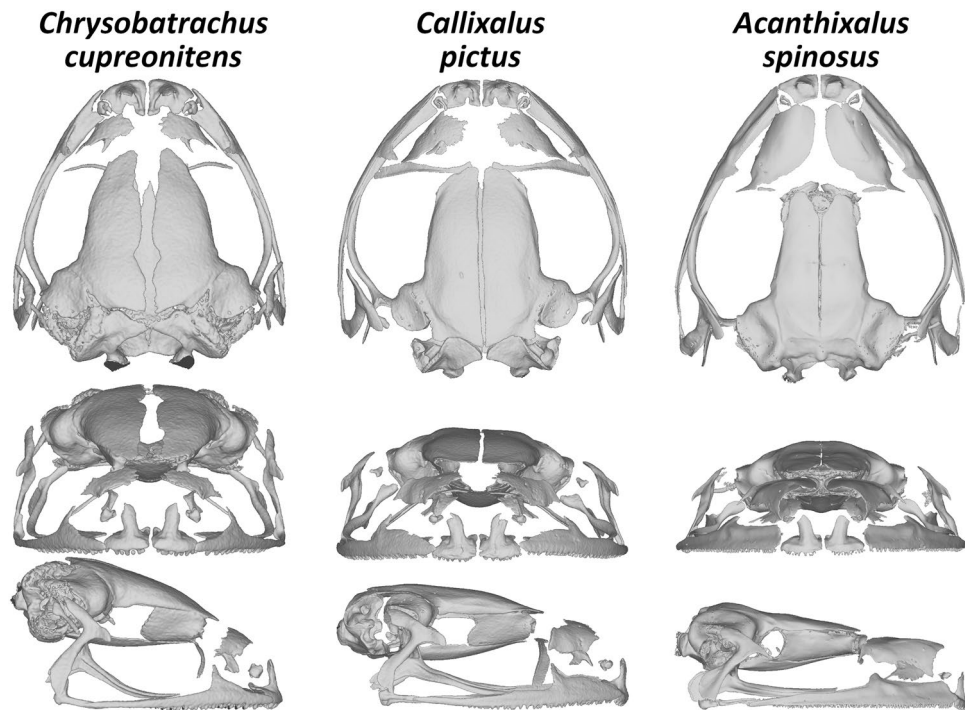 Chrysobatrachus
cupreonitens
Callixalus
pictus
Acanthixalus
spinosus